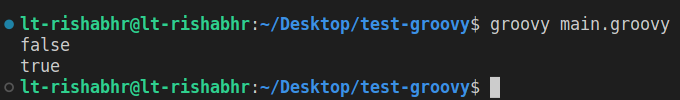 lt-rishabhr@lt-rishabhr:~/Desktop/test-groovy$ groovy main.groovy
false
true
lt-rishabhr@lt-rishabhr:~/Desktop/test-groovy$